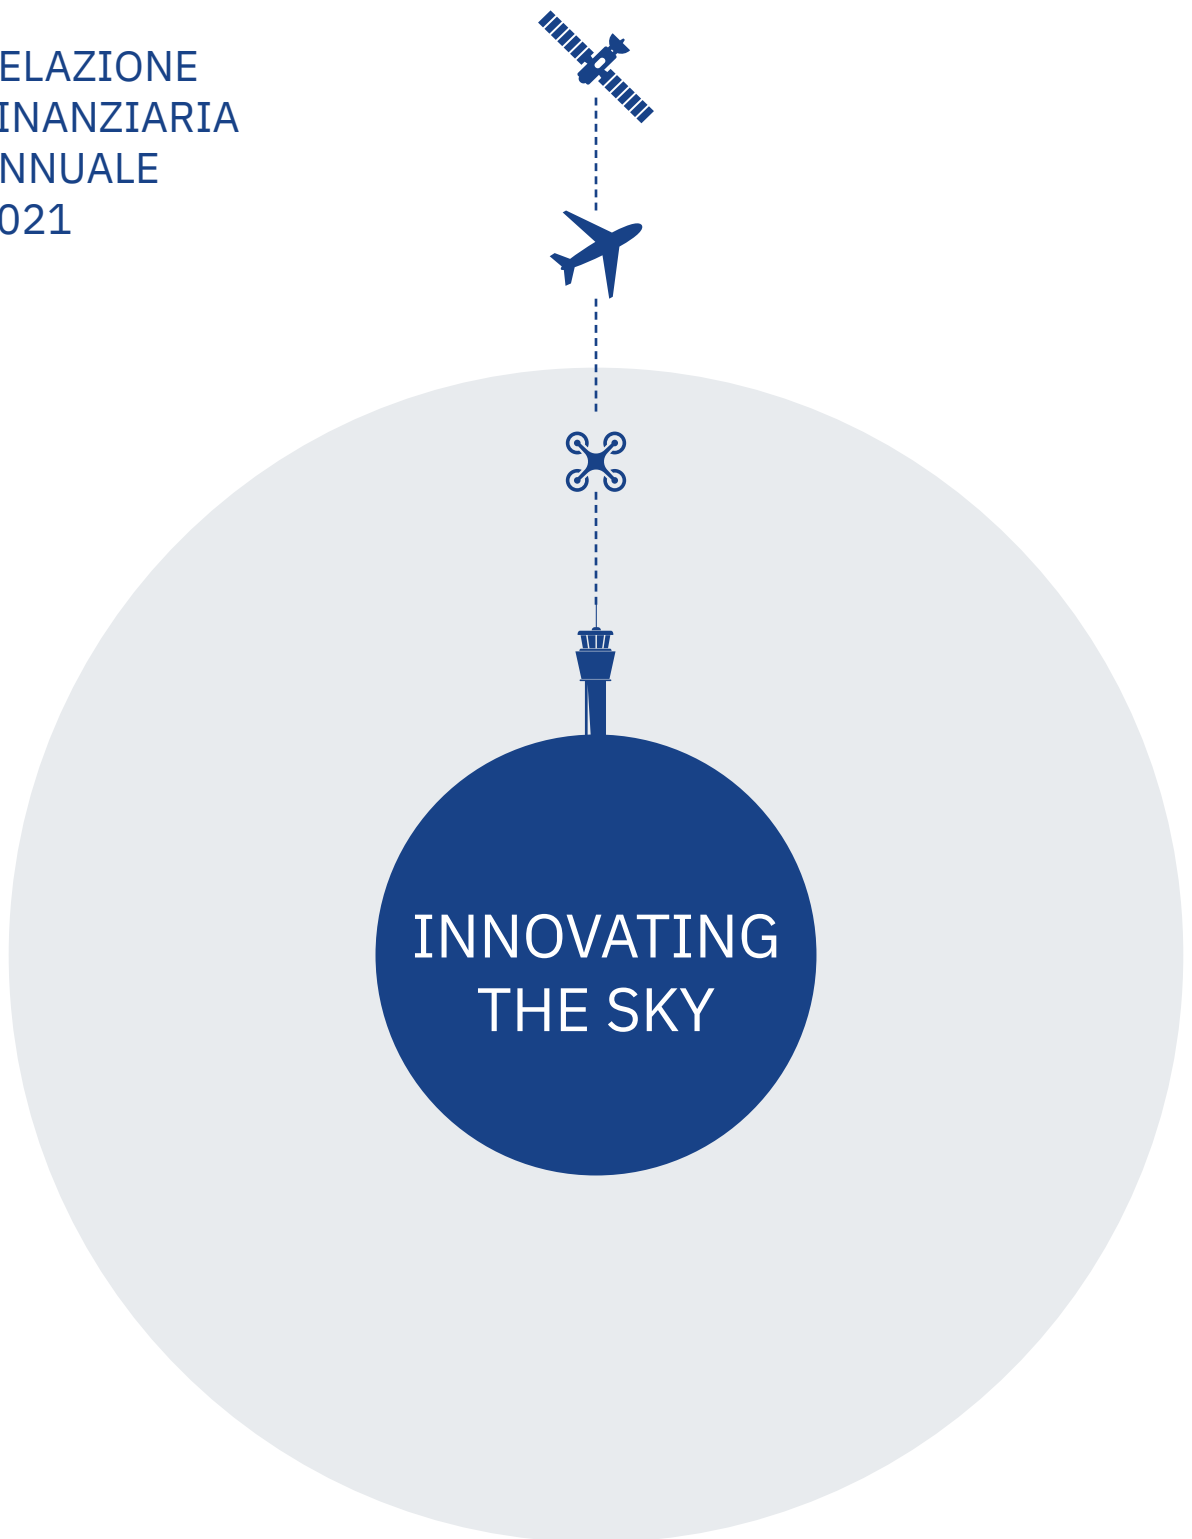 ELAZIONE
INANZIARIA
NNUALE
021
INNOVATING
THE SKY